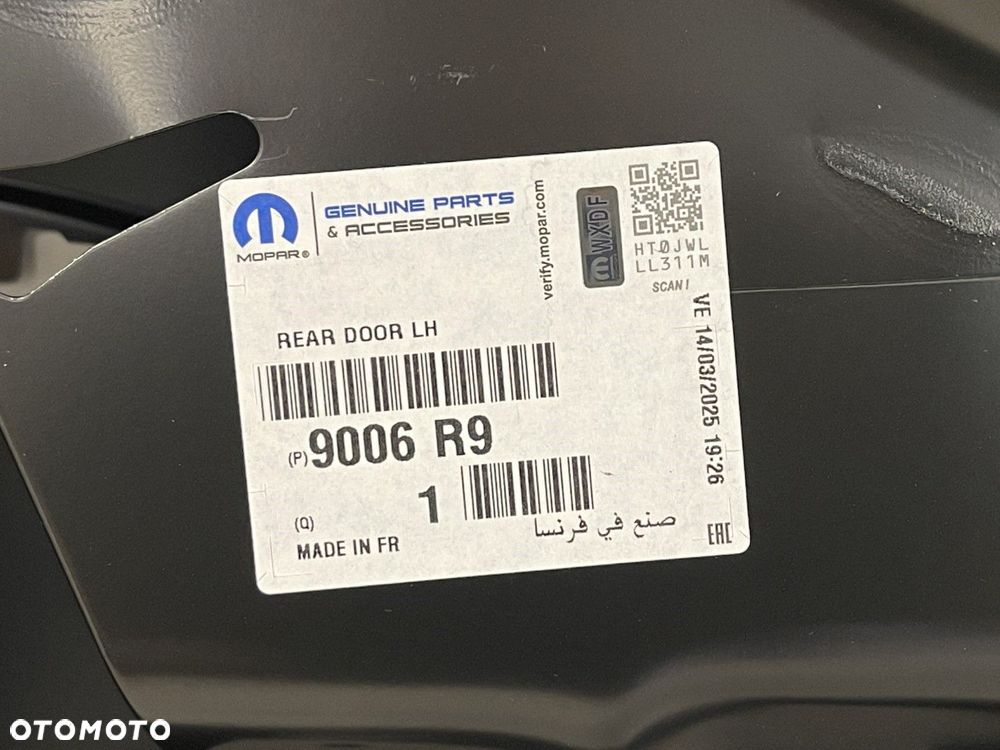 MOPAR®
GENUINE PARTS
& ACCESSORIES
verify.mopar.com
WXDF
HT0JWL
LL311M
SCAN!
VE 14/03/2025 19:26
REAR DOOR LH
(P) 9006 R9
(Q) 1
MADE IN FR
صنع في فرنسا
EAC
OTOMOTO